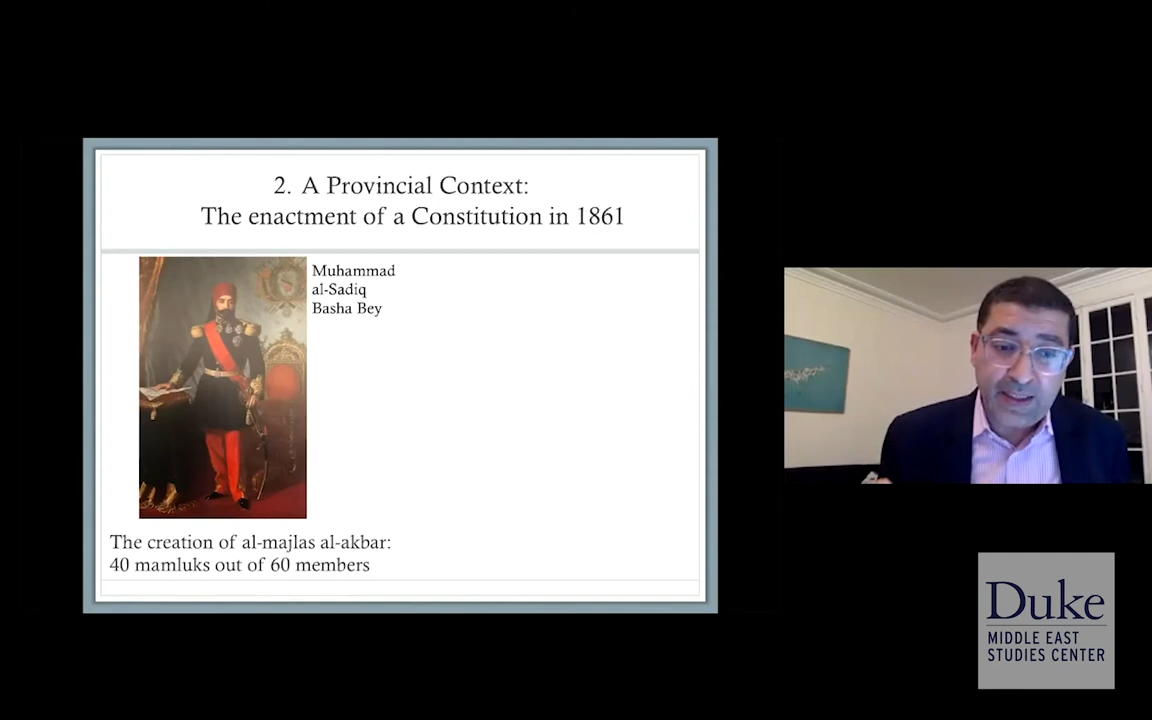 2. A Provincial Context:
The enactment of a Constitution in 1861
Muhammad
al-Sadiq
Basha Bey
The creation of al-majlas al-akbar:
40 mamluks out of 60 members
Duke
MIDDLE EAST
STUDIES CENTER